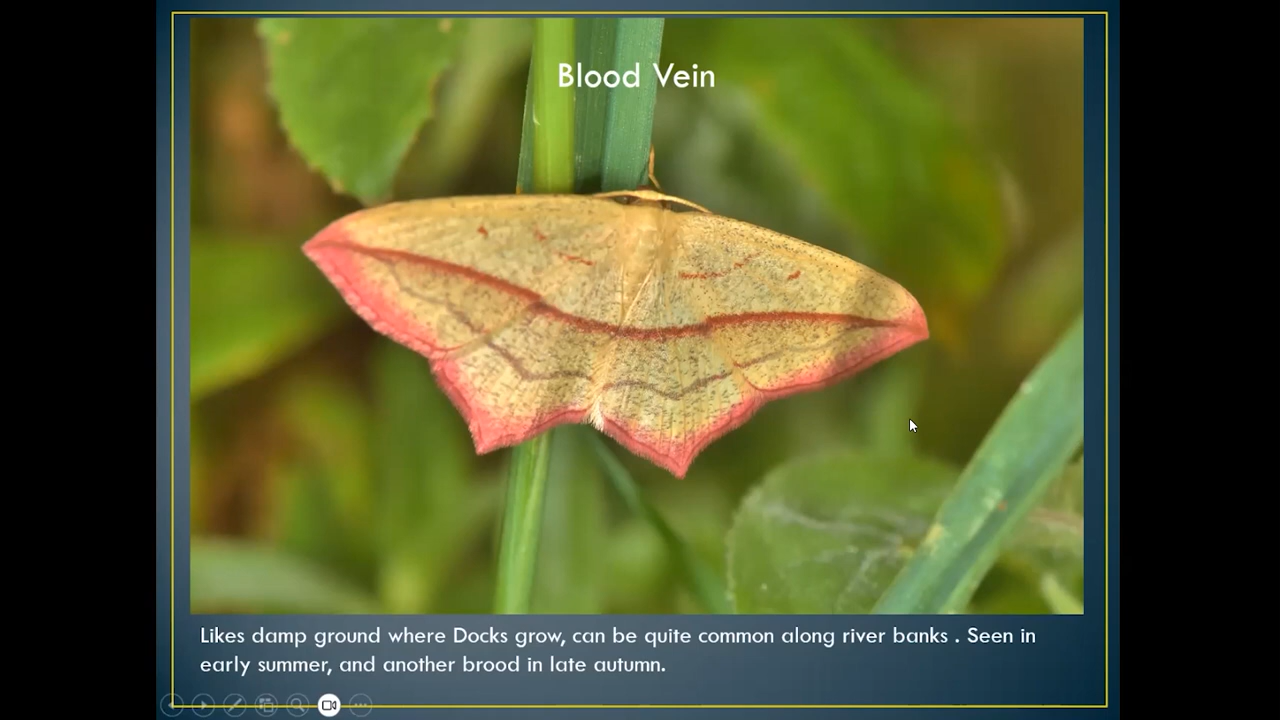 Blood Vein
Likes damp ground where Docks grow, can be quite common along river banks . Seen in
early summer, and another brood in late autumn.